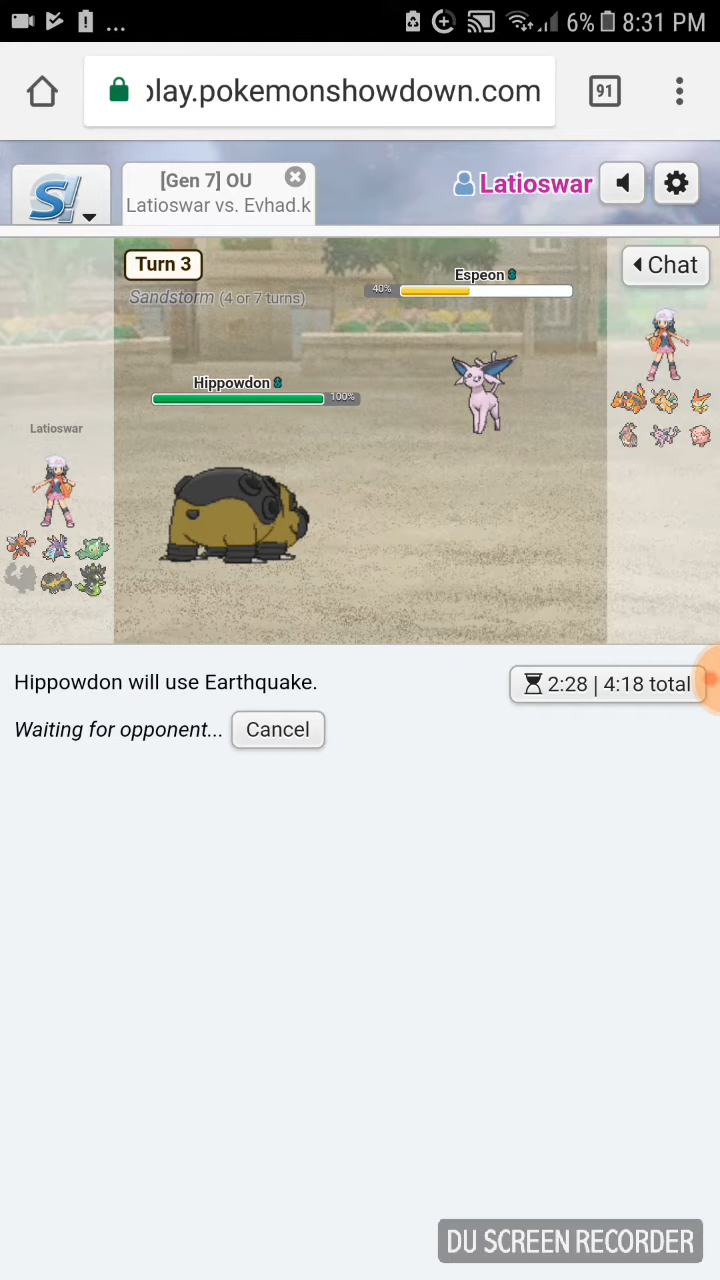 ... 6% 8:31 PM
play.pokemonshowdown.com 91
[Gen 7] OU
Latioswar vs. Evhad.k
Latioswar
Turn 3
Sandstorm (4 or 7 turns)
Chat
Espeon
40%
Hippowdon
100%
Latioswar
Hippowdon will use Earthquake.
2:28 | 4:18 total
Waiting for opponent... Cancel
DU SCREEN RECORDER